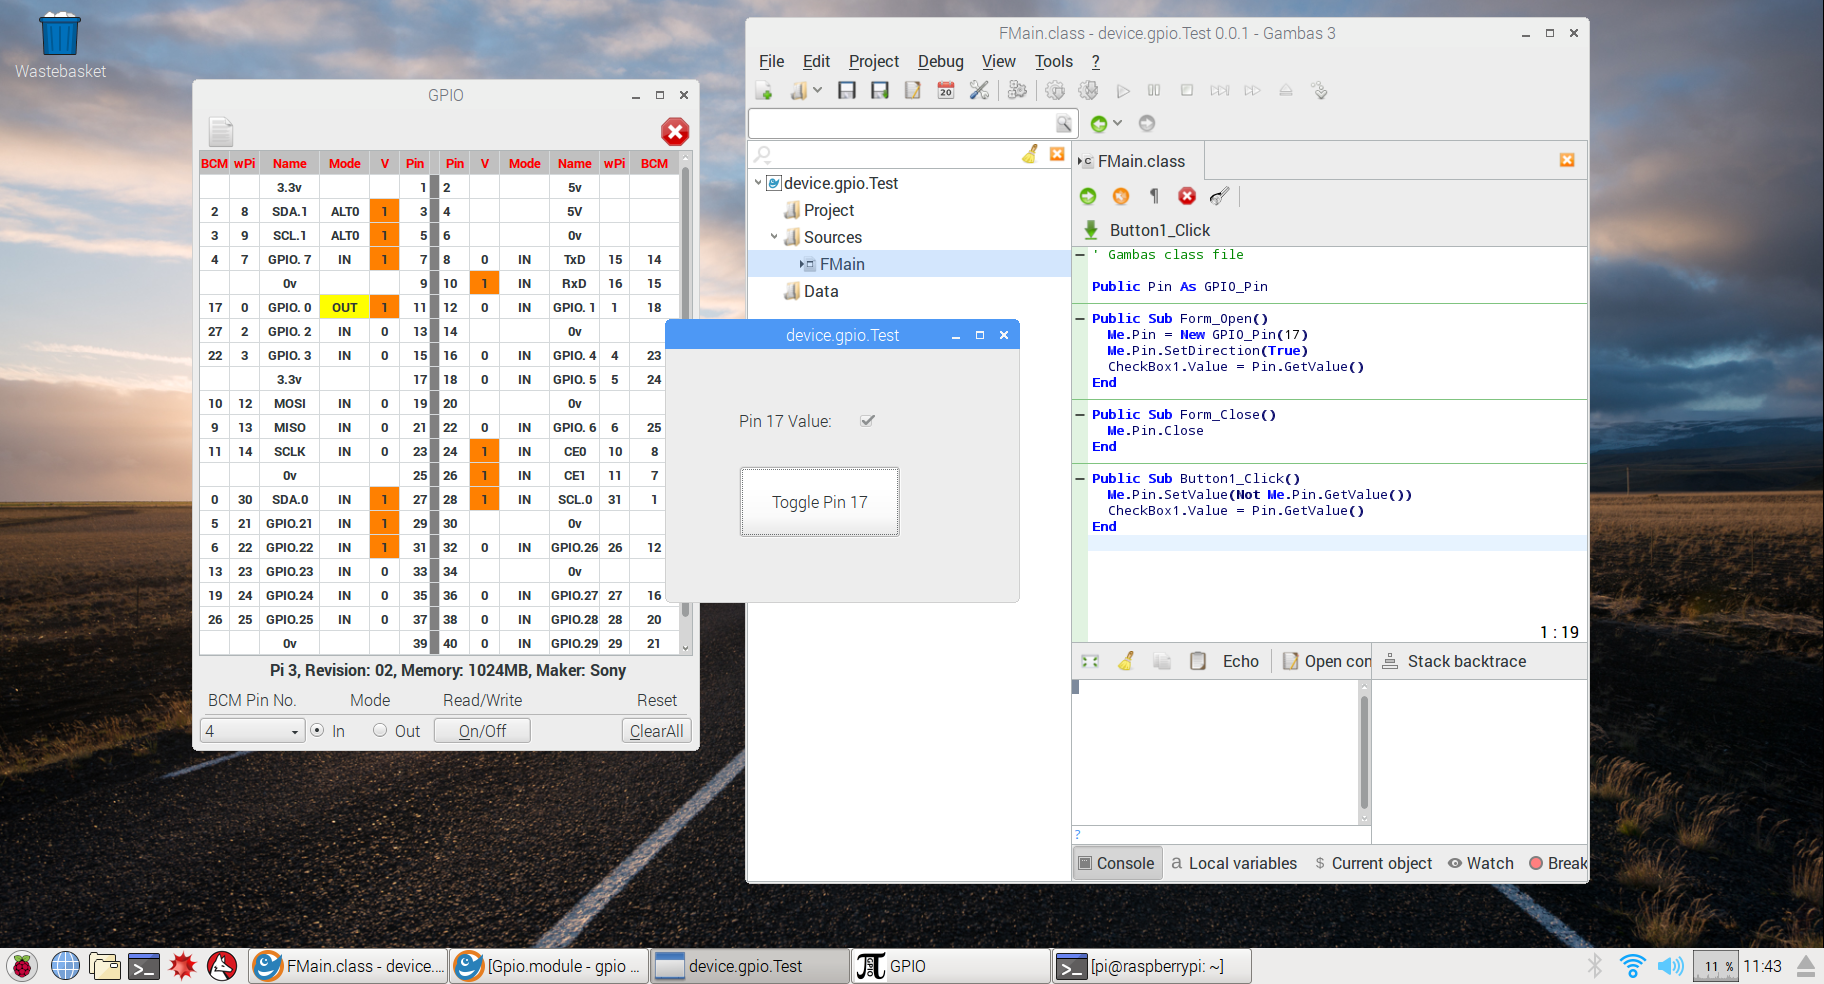 Wastebasket
GPIO
BCM wPi Name Mode V Pin Pin V Mode Name wPi BCM
3.3v 1 2 5v
2 8 SDA.1 ALT0 1 3 4 5V
3 9 SCL.1 ALT0 1 5 6 0v
4 7 GPIO. 7 IN 1 7 8 0 IN TxD 15 14
0v 9 10 1 IN RxD 16 15
17 0 GPIO. 0 OUT 1 11 12 0 IN GPIO. 1 1 18
27 2 GPIO. 2 IN 0 13 14 0v
22 3 GPIO. 3 IN 0 15 16 0 IN GPIO. 4 4 23
3.3v 17 18 0 IN GPIO. 5 5 24
10 12 MOSI IN 0 19 20 0v
9 13 MISO IN 0 21 22 0 IN GPIO. 6 6 25
11 14 SCLK IN 0 23 24 1 IN CE0 10 8
0v 25 26 1 IN CE1 11 7
0 30 SDA.0 IN 1 27 28 1 IN SCL.0 31 1
5 21 GPIO.21 IN 1 29 30 0v
6 22 GPIO.22 IN 1 31 32 0 IN GPIO.26 26 12
13 23 GPIO.23 IN 0 33 34 0v
19 24 GPIO.24 IN 0 35 36 0 IN GPIO.27 27 16
26 25 GPIO.25 IN 0 37 38 0 IN GPIO.28 28 20
0v 39 40 0 IN GPIO.29 29 21
Pi 3, Revision: 02, Memory: 1024MB, Maker: Sony
BCM Pin No. Mode Read/Write Reset
4 In Out On/Off ClearAll
device.gpio.Test
Pin 17 Value:
Toggle Pin 17
FMain.class - device.gpio.Test 0.0.1 - Gambas 3
File Edit Project Debug View Tools ?
20
device.gpio.Test
Project
Sources
FMain
Data
FMain.class
Button1_Click
' Gambas class file
Public Pin As GPIO_Pin
Public Sub Form_Open()
Me.Pin = New GPIO_Pin(17)
Me.Pin.SetDirection(True)
CheckBox1.Value = Pin.GetValue()
End
Public Sub Form_Close()
Me.Pin.Close
End
Public Sub Button1_Click()
Me.Pin.SetValue(Not Me.Pin.GetValue())
CheckBox1.Value = Pin.GetValue()
End
1 : 19
Echo Open con Stack backtrace
?
Console Local variables Current object Watch Break
FMain.class - device.... [Gpio.module - gpio ... device.gpio.Test GPIO [pi@raspberrypi: ~] 11 % 11:43